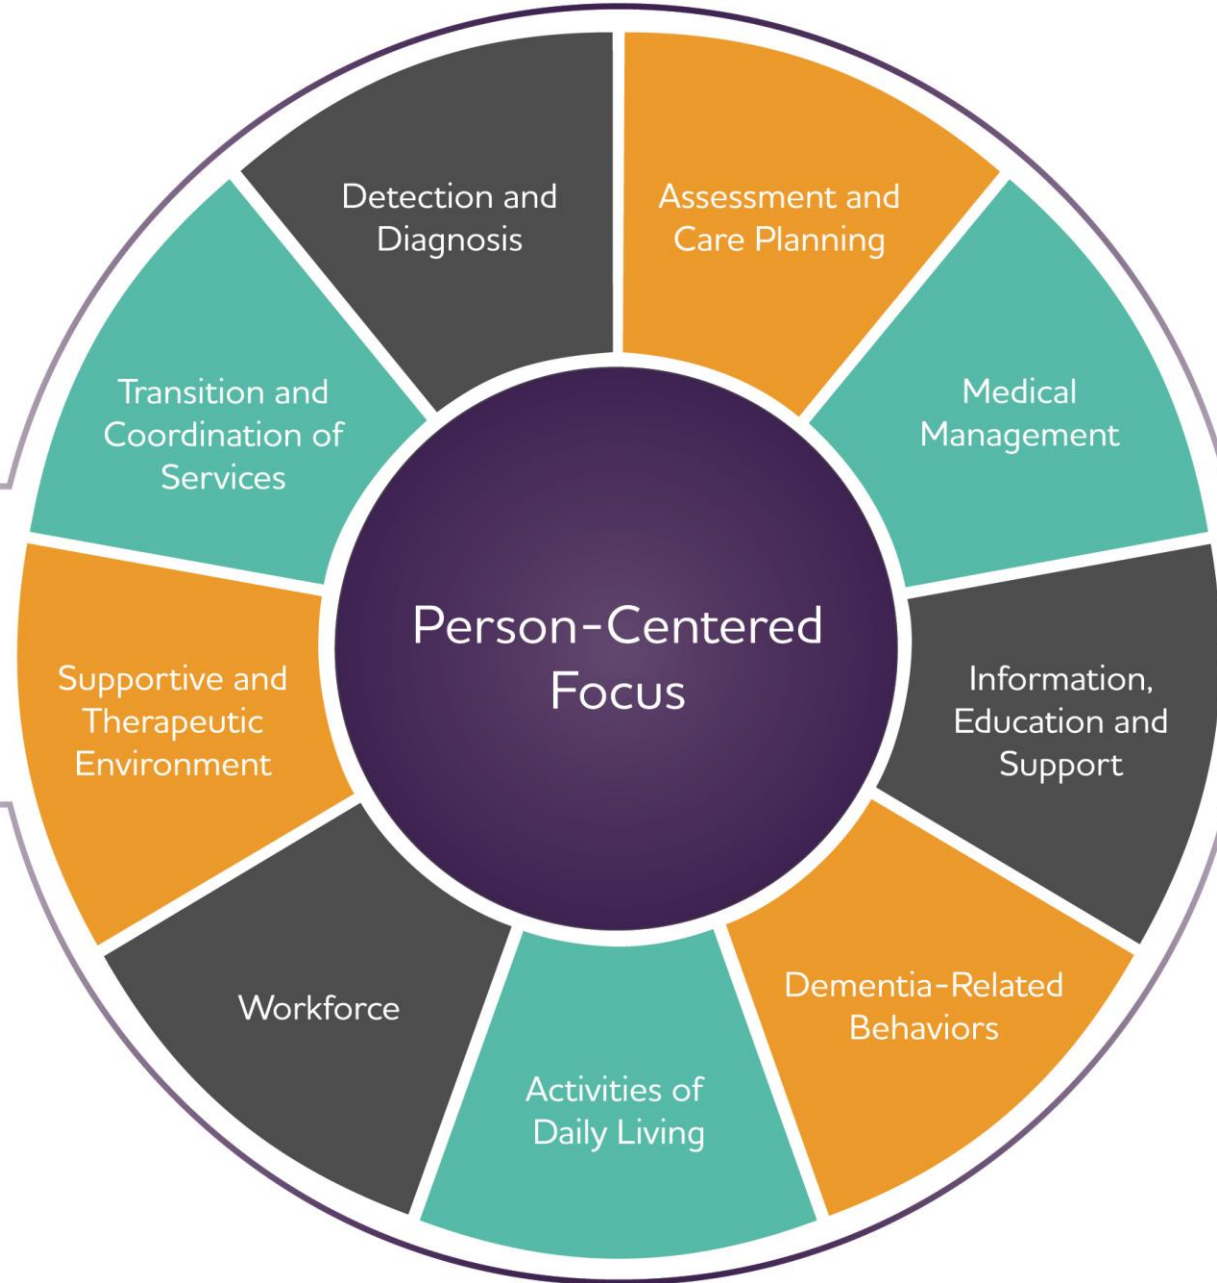 Detection and
Diagnosis
Assessment and
Care Planning
Medical
Management
Information,
Education and
Support
Dementia-Related
Behaviors
Activities of
Daily Living
Workforce
Supportive and
Therapeutic
Environment
Transition and
Coordination of
Services
Person-Centered
Focus